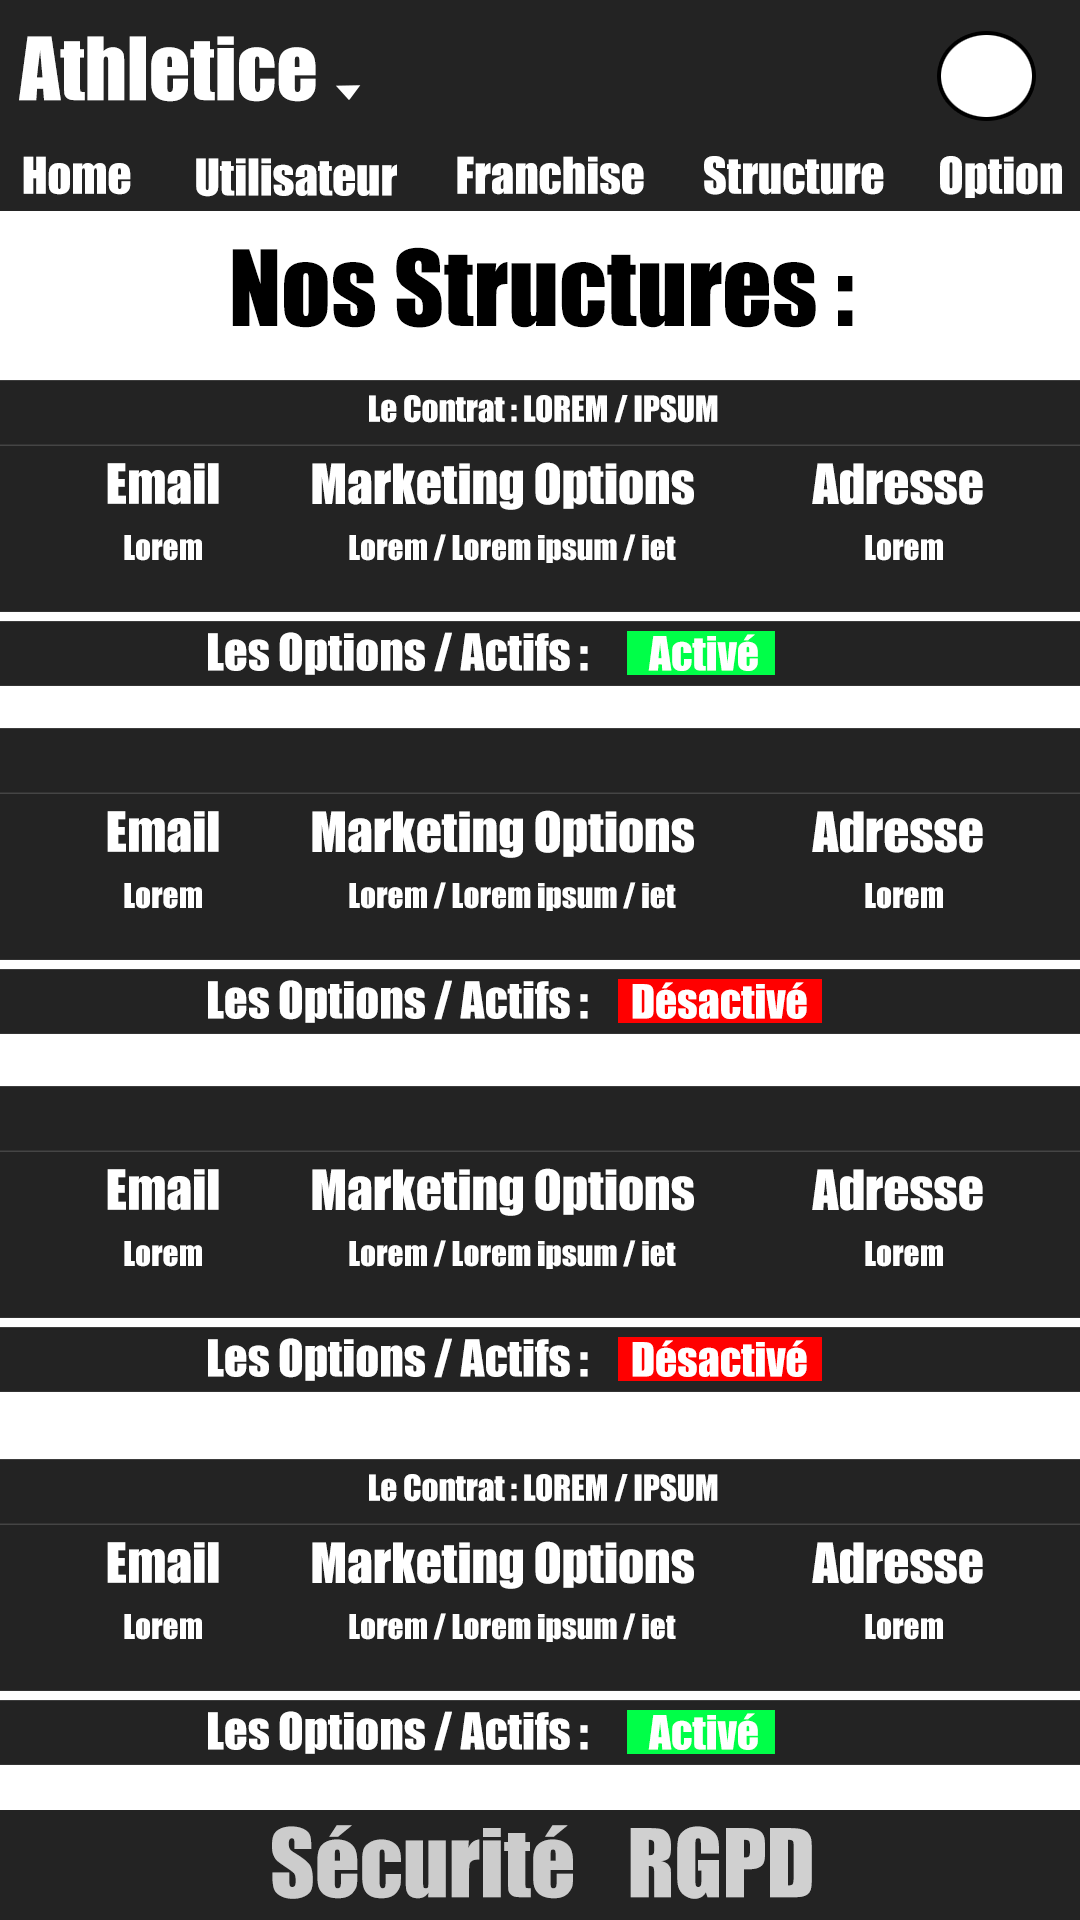 Athletice
Home Utilisateur Franchise Structure Option
Nos Structures :
Le Contrat : LOREM / IPSUM
Email Marketing Options Adresse
Lorem Lorem / Lorem ipsum / iet Lorem
Les Options / Actifs : Activé
Email Marketing Options Adresse
Lorem Lorem / Lorem ipsum / iet Lorem
Les Options / Actifs : Désactivé
Email Marketing Options Adresse
Lorem Lorem / Lorem ipsum / iet Lorem
Les Options / Actifs : Désactivé
Le Contrat : LOREM / IPSUM
Email Marketing Options Adresse
Lorem Lorem / Lorem ipsum / iet Lorem
Les Options / Actifs : Activé
Sécurité RGPD